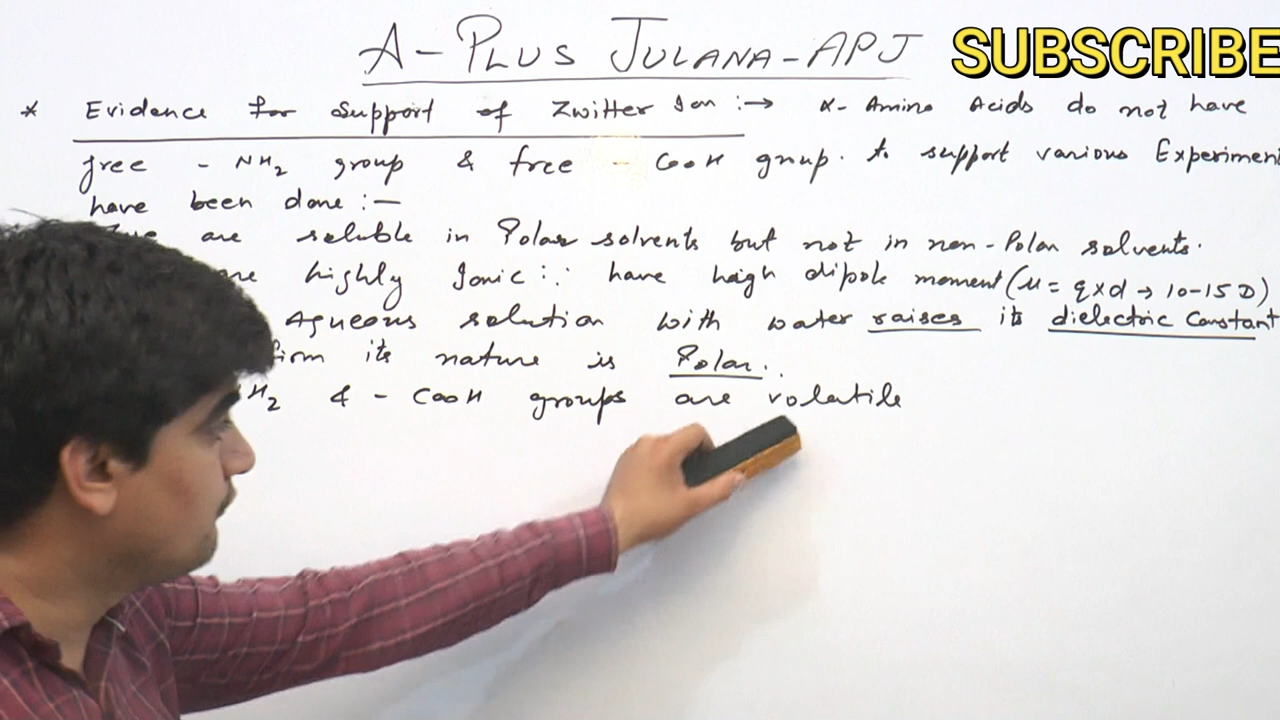 A-PLUS JULANA-APJ
SUBSCRIBE
* Evidence for Support of Zwitter Ion :→ α-Amino Acids do not have
free -NH₂ group & free -COOH group. to support various Experimen
have been done :—
are soluble in Polar solvents but not in non-Polar solvents.
highly Ionic ∴ have high dipole moment (μ = q×d → 10-15 D)
Aqueous solution with water raises its dielectric Constant
its nature is Polar..
H₂ & -COOH groups are volatile